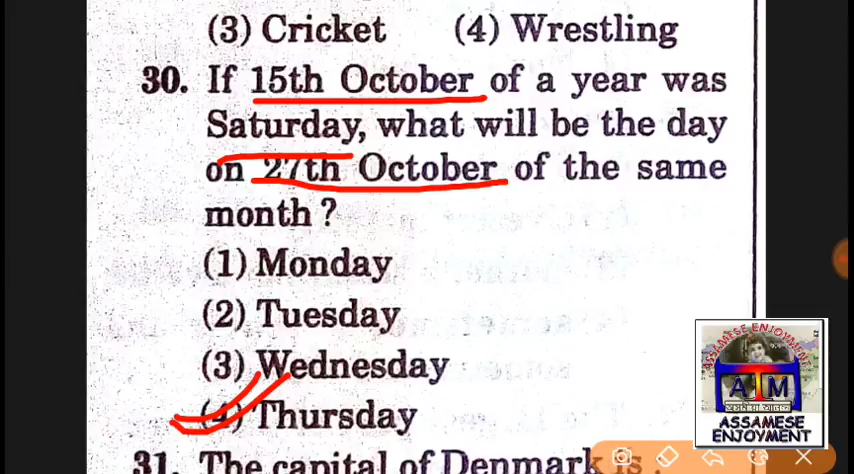 (3) Cricket (4) Wrestling
30. If 15th October of a year was
Saturday, what will be the day
on 27th October of the same
month ?
(1) Monday
(2) Tuesday
(3) Wednesday
(4) Thursday
31. The capital of Denmark is
ASSAMESE ENJOYMENT
ATM
ASSAMESE
ENJOYMENT